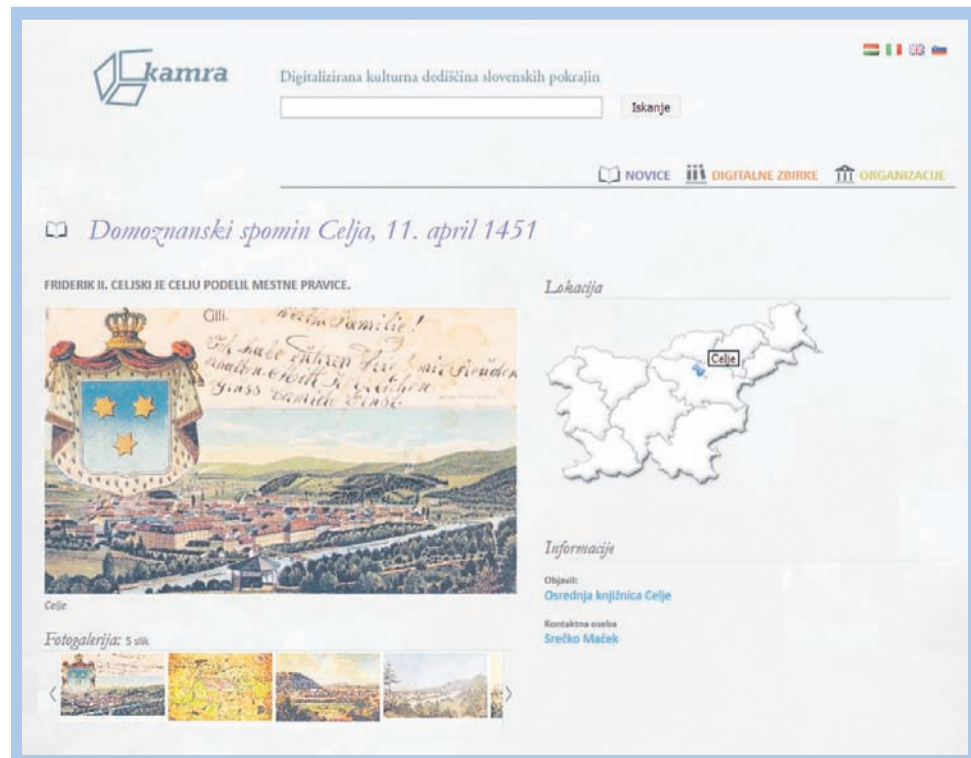 kamra
Digitalizirana kulturna dediščina slovenskih pokrajin
Iskanje
NOVICE DIGITALNE ZBIRKE ORGANIZACIJE
Domoznanski spomin Celja, 11. april 1451
FRIDERIK II. CELJSKI JE CELJU PODELIL MESTNE PRAVICE.
Lokacija
Cilli.
Celje
Informacije
Objavil:
Osrednja knjižnica Celje
Kontaktna oseba
Srečko Maček
Celje
Fotogalerija: 5 slik